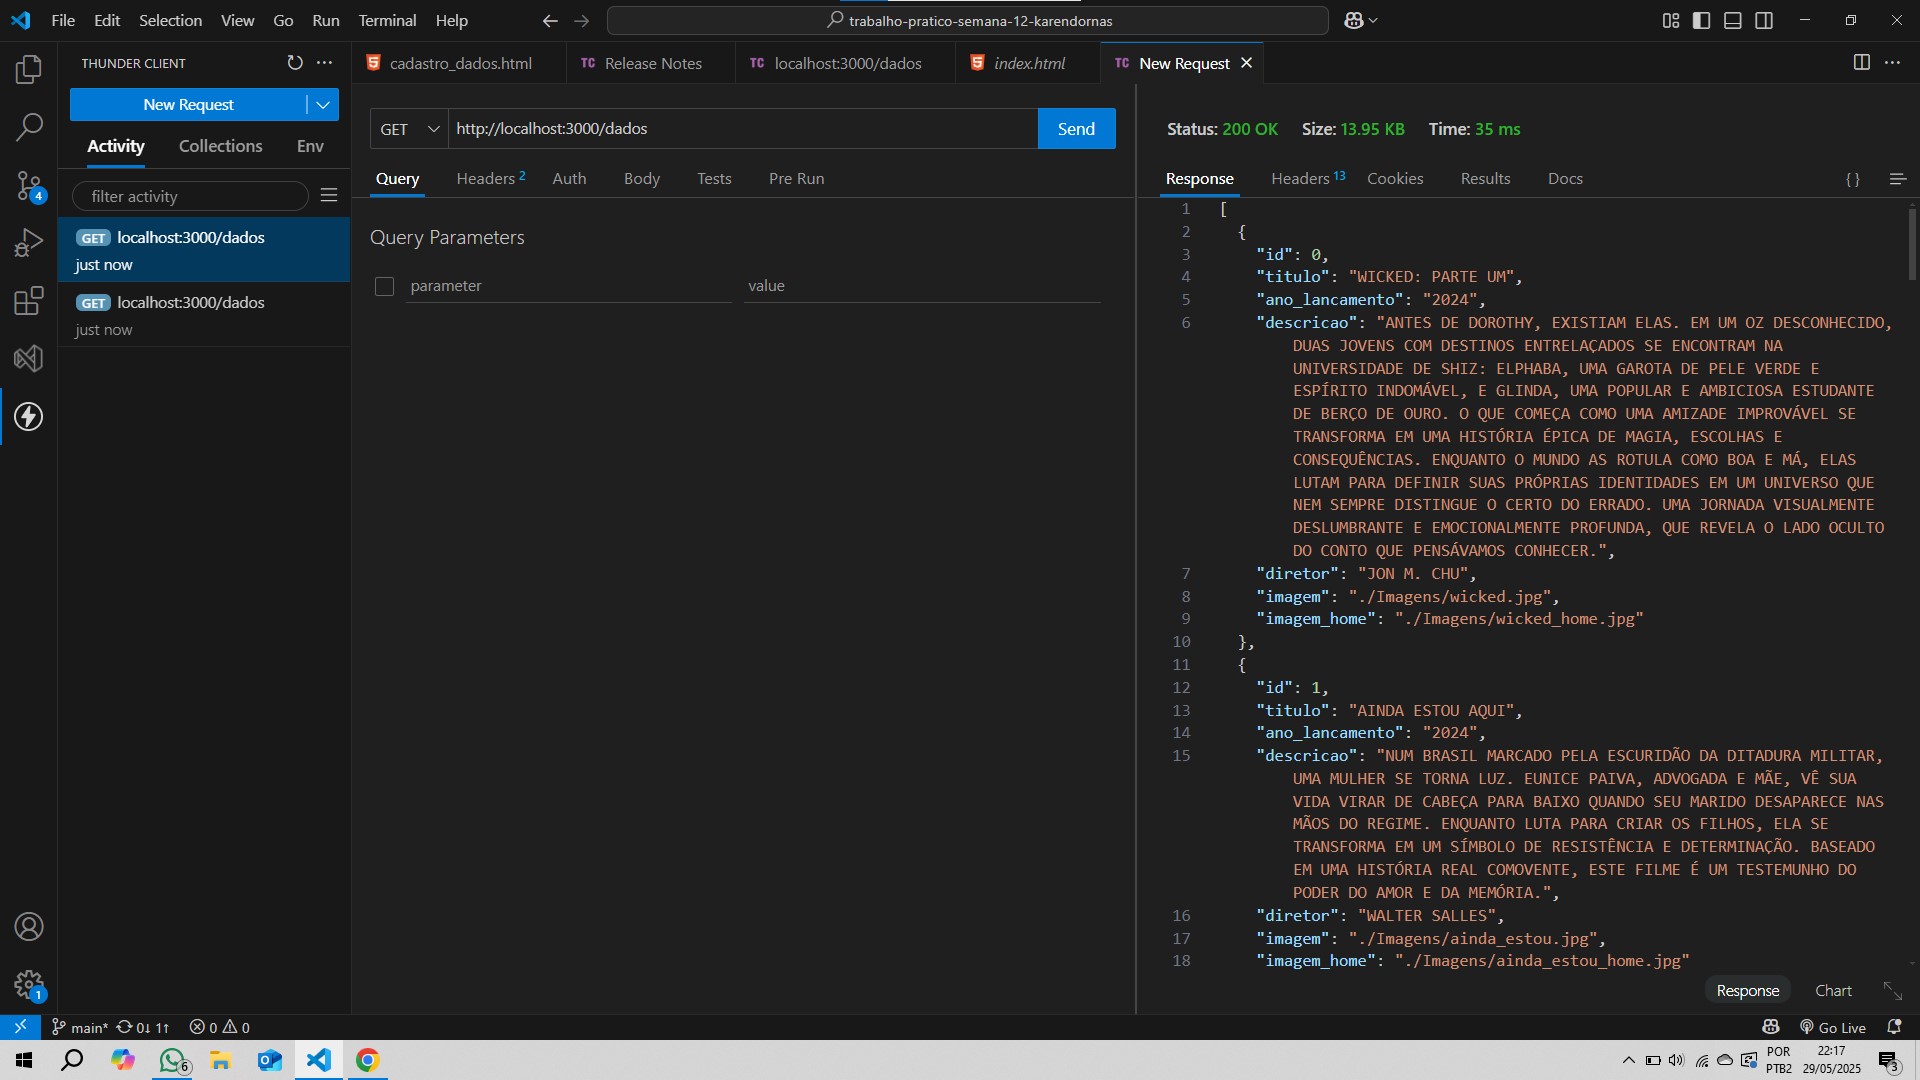 File Edit Selection View Go Run Terminal Help
trabalho-pratico-semana-12-karendornas
THUNDER CLIENT
cadastro_dados.html
TC Release Notes
TC localhost:3000/dados
index.html
TC New Request
New Request
Activity Collections Env
filter activity
GET localhost:3000/dados
just now
GET localhost:3000/dados
just now
4
1
GET http://localhost:3000/dados Send
Query Headers 2 Auth Body Tests Pre Run
Query Parameters
parameter value
Status: 200 OK Size: 13.95 KB Time: 35 ms
Response Headers 13 Cookies Results Docs { }
1 [
2 {
3 "id": 0,
4 "titulo": "WICKED: PARTE UM",
5 "ano_lancamento": "2024",
6 "descricao": "ANTES DE DOROTHY, EXISTIAM ELAS. EM UM OZ DESCONHECIDO,
DUAS JOVENS COM DESTINOS ENTRELAÇADOS SE ENCONTRAM NA
UNIVERSIDADE DE SHIZ: ELPHABA, UMA GAROTA DE PELE VERDE E
ESPÍRITO INDOMÁVEL, E GLINDA, UMA POPULAR E AMBICIOSA ESTUDANTE
DE BERÇO DE OURO. O QUE COMEÇA COMO UMA AMIZADE IMPROVÁVEL SE
TRANSFORMA EM UMA HISTÓRIA ÉPICA DE MAGIA, ESCOLHAS E
CONSEQUÊNCIAS. ENQUANTO O MUNDO AS ROTULA COMO BOA E MÁ, ELAS
LUTAM PARA DEFINIR SUAS PRÓPRIAS IDENTIDADES EM UM UNIVERSO QUE
NEM SEMPRE DISTINGUE O CERTO DO ERRADO. UMA JORNADA VISUALMENTE
DESLUMBRANTE E EMOCIONALMENTE PROFUNDA, QUE REVELA O LADO OCULTO
DO CONTO QUE PENSÁVAMOS CONHECER.",
7 "diretor": "JON M. CHU",
8 "imagem": "./Imagens/wicked.jpg",
9 "imagem_home": "./Imagens/wicked_home.jpg"
10 },
11 {
12 "id": 1,
13 "titulo": "AINDA ESTOU AQUI",
14 "ano_lancamento": "2024",
15 "descricao": "NUM BRASIL MARCADO PELA ESCURIDÃO DA DITADURA MILITAR,
UMA MULHER SE TORNA LUZ. EUNICE PAIVA, ADVOGADA E MÃE, VÊ SUA
VIDA VIRAR DE CABEÇA PARA BAIXO QUANDO SEU MARIDO DESAPARECE NAS
MÃOS DO REGIME. ENQUANTO LUTA PARA CRIAR OS FILHOS, ELA SE
TRANSFORMA EM UM SÍMBOLO DE RESISTÊNCIA E DETERMINAÇÃO. BASEADO
EM UMA HISTÓRIA REAL COMOVENTE, ESTE FILME É UM TESTEMUNHO DO
PODER DO AMOR E DA MEMÓRIA.",
16 "diretor": "WALTER SALLES",
17 "imagem": "./Imagens/ainda_estou.jpg",
18 "imagem_home": "./Imagens/ainda_estou_home.jpg"
Response Chart
main* 0↓ 1↑ 0 0
Go Live
6
POR
PTB2
22:17
29/05/2025
3